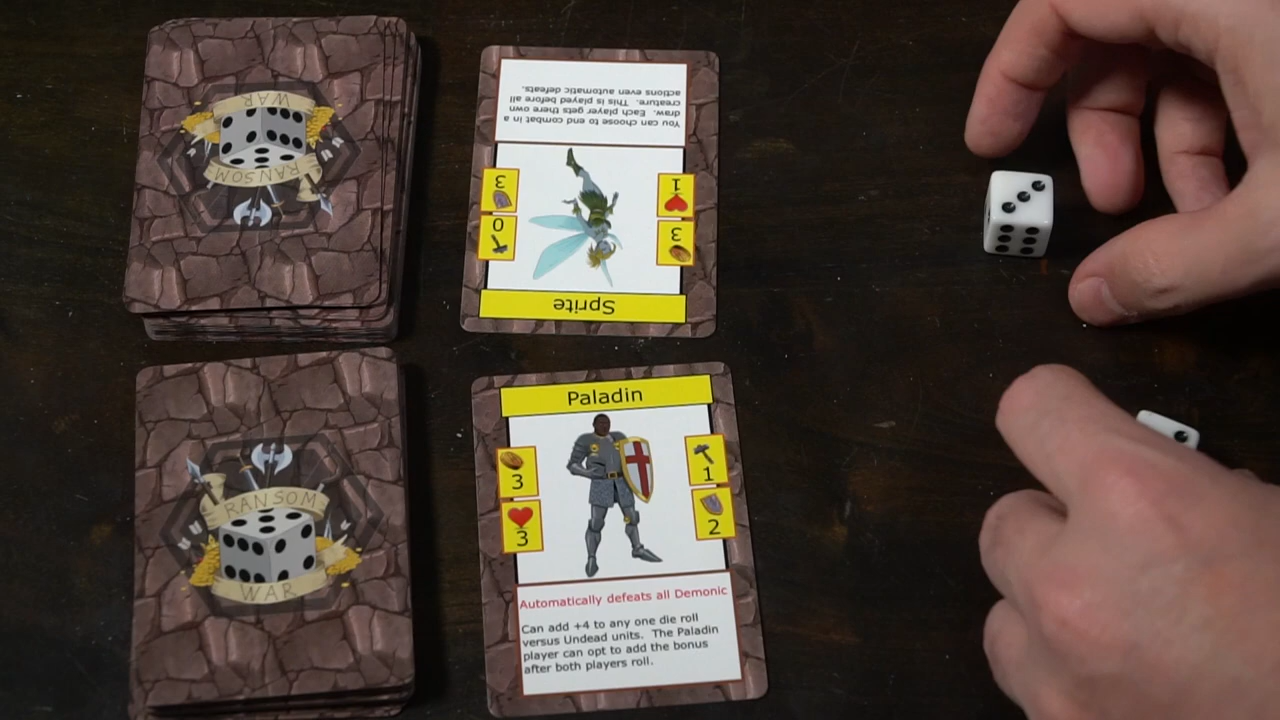 WAR
RANSOM
You can choose to end combat in a
draw. Each player gets there own
creature. This is played before all
actions even automatic defeats.
3
1
0
3
Sprite
RANSOM
WAR
Paladin
3
1
3
2
Automatically defeats all Demonic
Can add +4 to any one die roll
versus Undead units. The Paladin
player can opt to add the bonus
after both players roll.